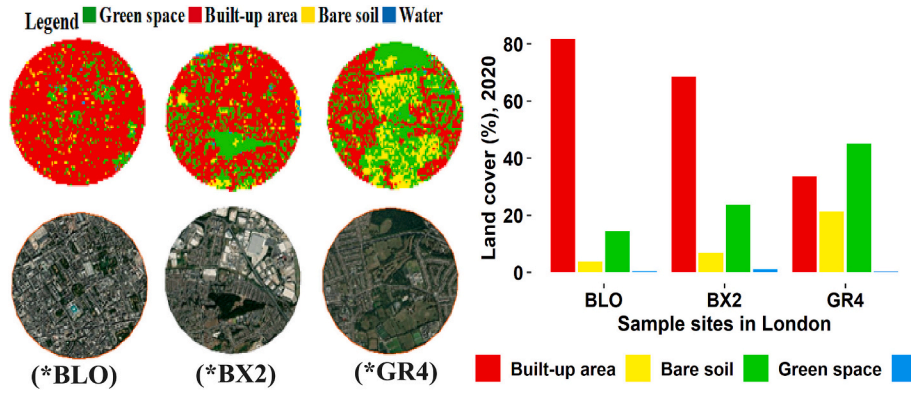 Legend Green space Built-up area Bare soil Water
(*BLO) (*BX2) (*GR4)
Land cover (%), 2020
80
60
40
20
0
BLO BX2 GR4
Sample sites in London
Built-up area Bare soil Green space